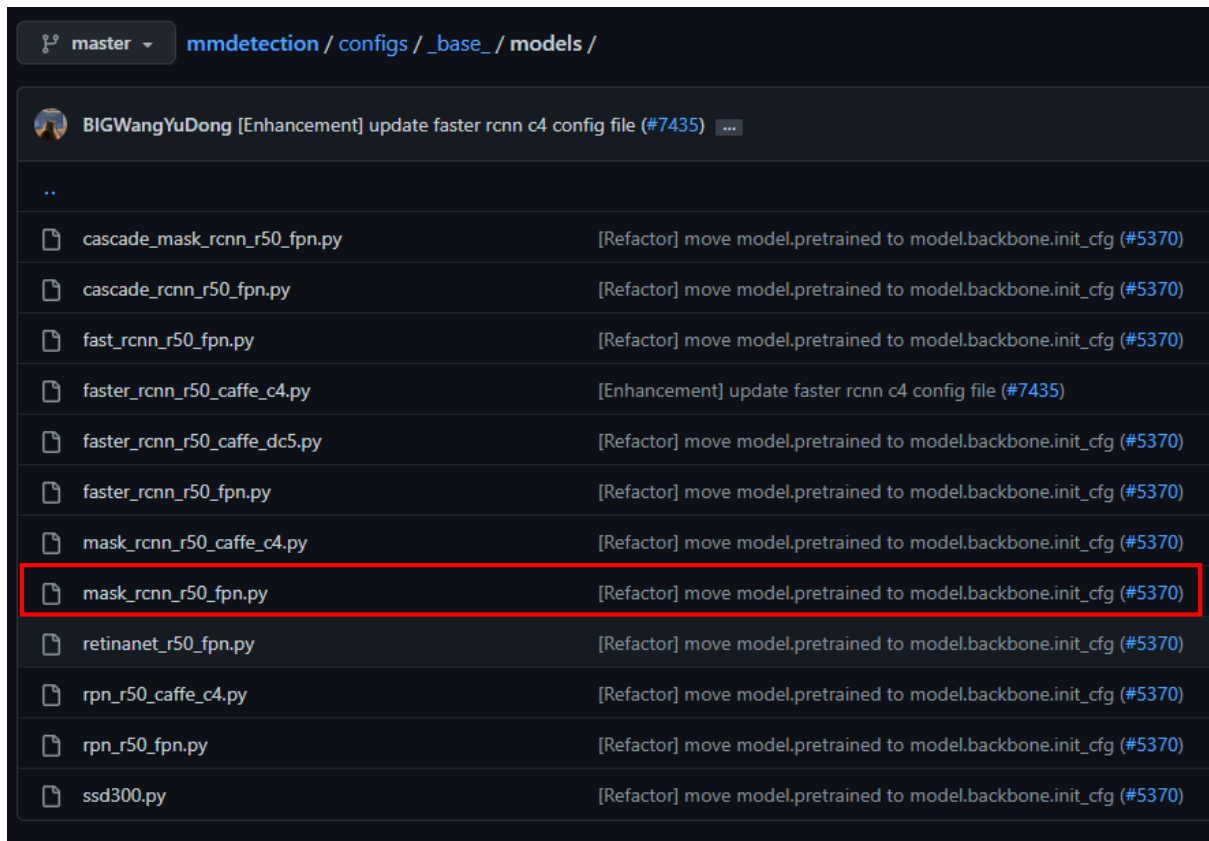 master mmdetection / configs / _base_ / models /
BIGWangYuDong [Enhancement] update faster rcnn c4 config file (#7435) ...
..
cascade_mask_rcnn_r50_fpn.py [Refactor] move model.pretrained to model.backbone.init_cfg (#5370)
cascade_rcnn_r50_fpn.py [Refactor] move model.pretrained to model.backbone.init_cfg (#5370)
fast_rcnn_r50_fpn.py [Refactor] move model.pretrained to model.backbone.init_cfg (#5370)
faster_rcnn_r50_caffe_c4.py [Enhancement] update faster rcnn c4 config file (#7435)
faster_rcnn_r50_caffe_dc5.py [Refactor] move model.pretrained to model.backbone.init_cfg (#5370)
faster_rcnn_r50_fpn.py [Refactor] move model.pretrained to model.backbone.init_cfg (#5370)
mask_rcnn_r50_caffe_c4.py [Refactor] move model.pretrained to model.backbone.init_cfg (#5370)
mask_rcnn_r50_fpn.py [Refactor] move model.pretrained to model.backbone.init_cfg (#5370)
retinanet_r50_fpn.py [Refactor] move model.pretrained to model.backbone.init_cfg (#5370)
rpn_r50_caffe_c4.py [Refactor] move model.pretrained to model.backbone.init_cfg (#5370)
rpn_r50_fpn.py [Refactor] move model.pretrained to model.backbone.init_cfg (#5370)
ssd300.py [Refactor] move model.pretrained to model.backbone.init_cfg (#5370)